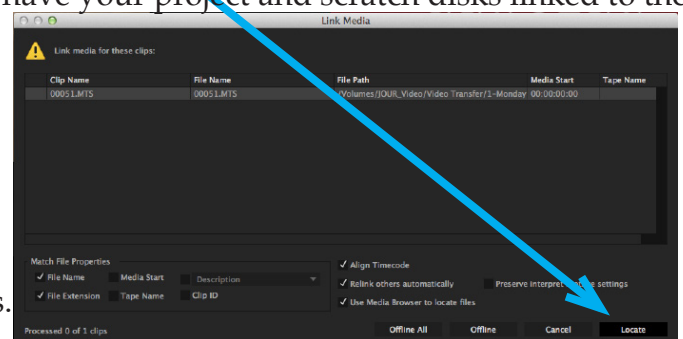 have your project and scratch disks linked to the
Link Media
Link media for these clips:
Clip Name File Name File Path Media Start Tape Name
00051.MTS 00051.MTS /Volumes/JOUR_Video/Video Transfer/1-Monday 00:00:00:00
Match File Properties
File Name Media Start Description
File Extension Tape Name Clip ID
Align Timecode
Relink others automatically Preserve interpret settings
Use Media Browser to locate files
s.
Processed 0 of 1 clips Offline All Offline Cancel Locate